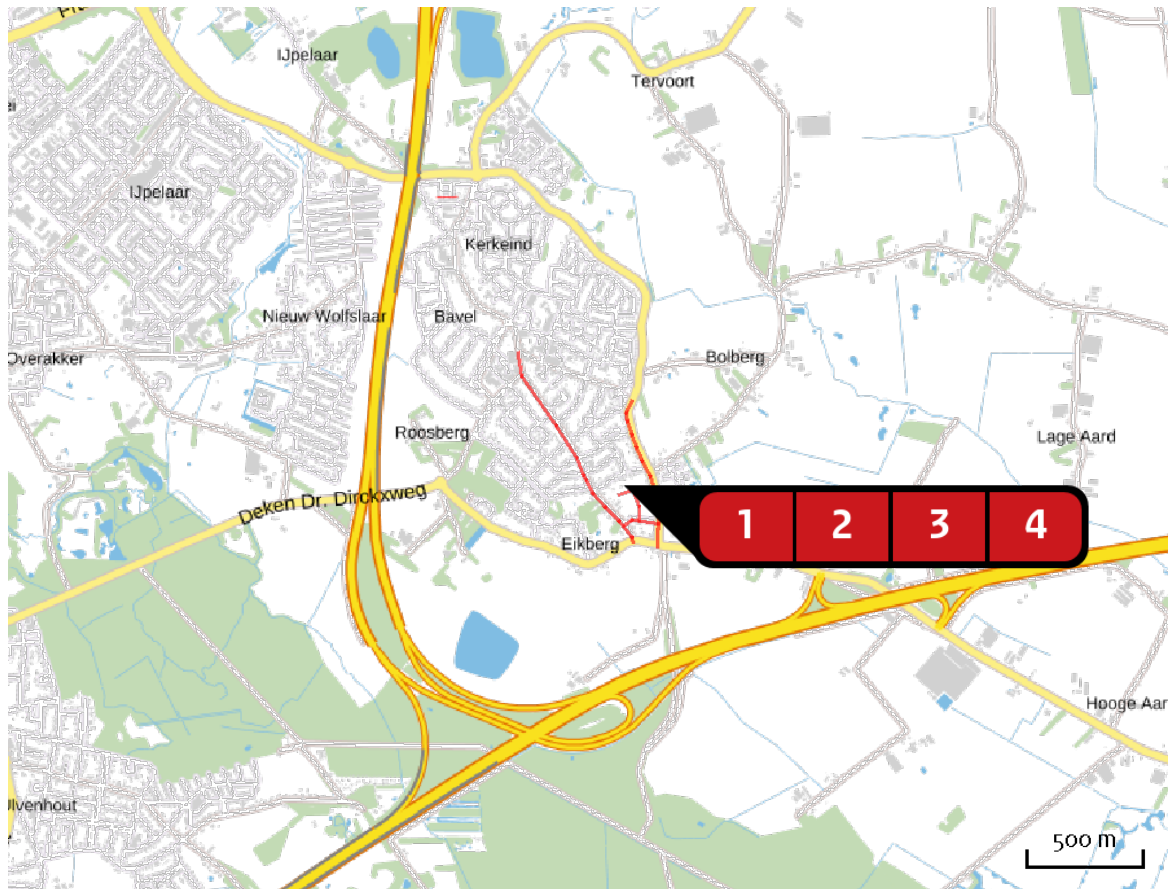 IJpelaar
Tervoort
IJpelaar
Kerkeind
Nieuw Wolfslaar
Bavel
Overakker
Bolberg
Roosberg
Lage Aard
Deken Dr. Dirckxweg
1 2 3 4
Eikberg
Hooge Aar
Ulvenhout
500 m